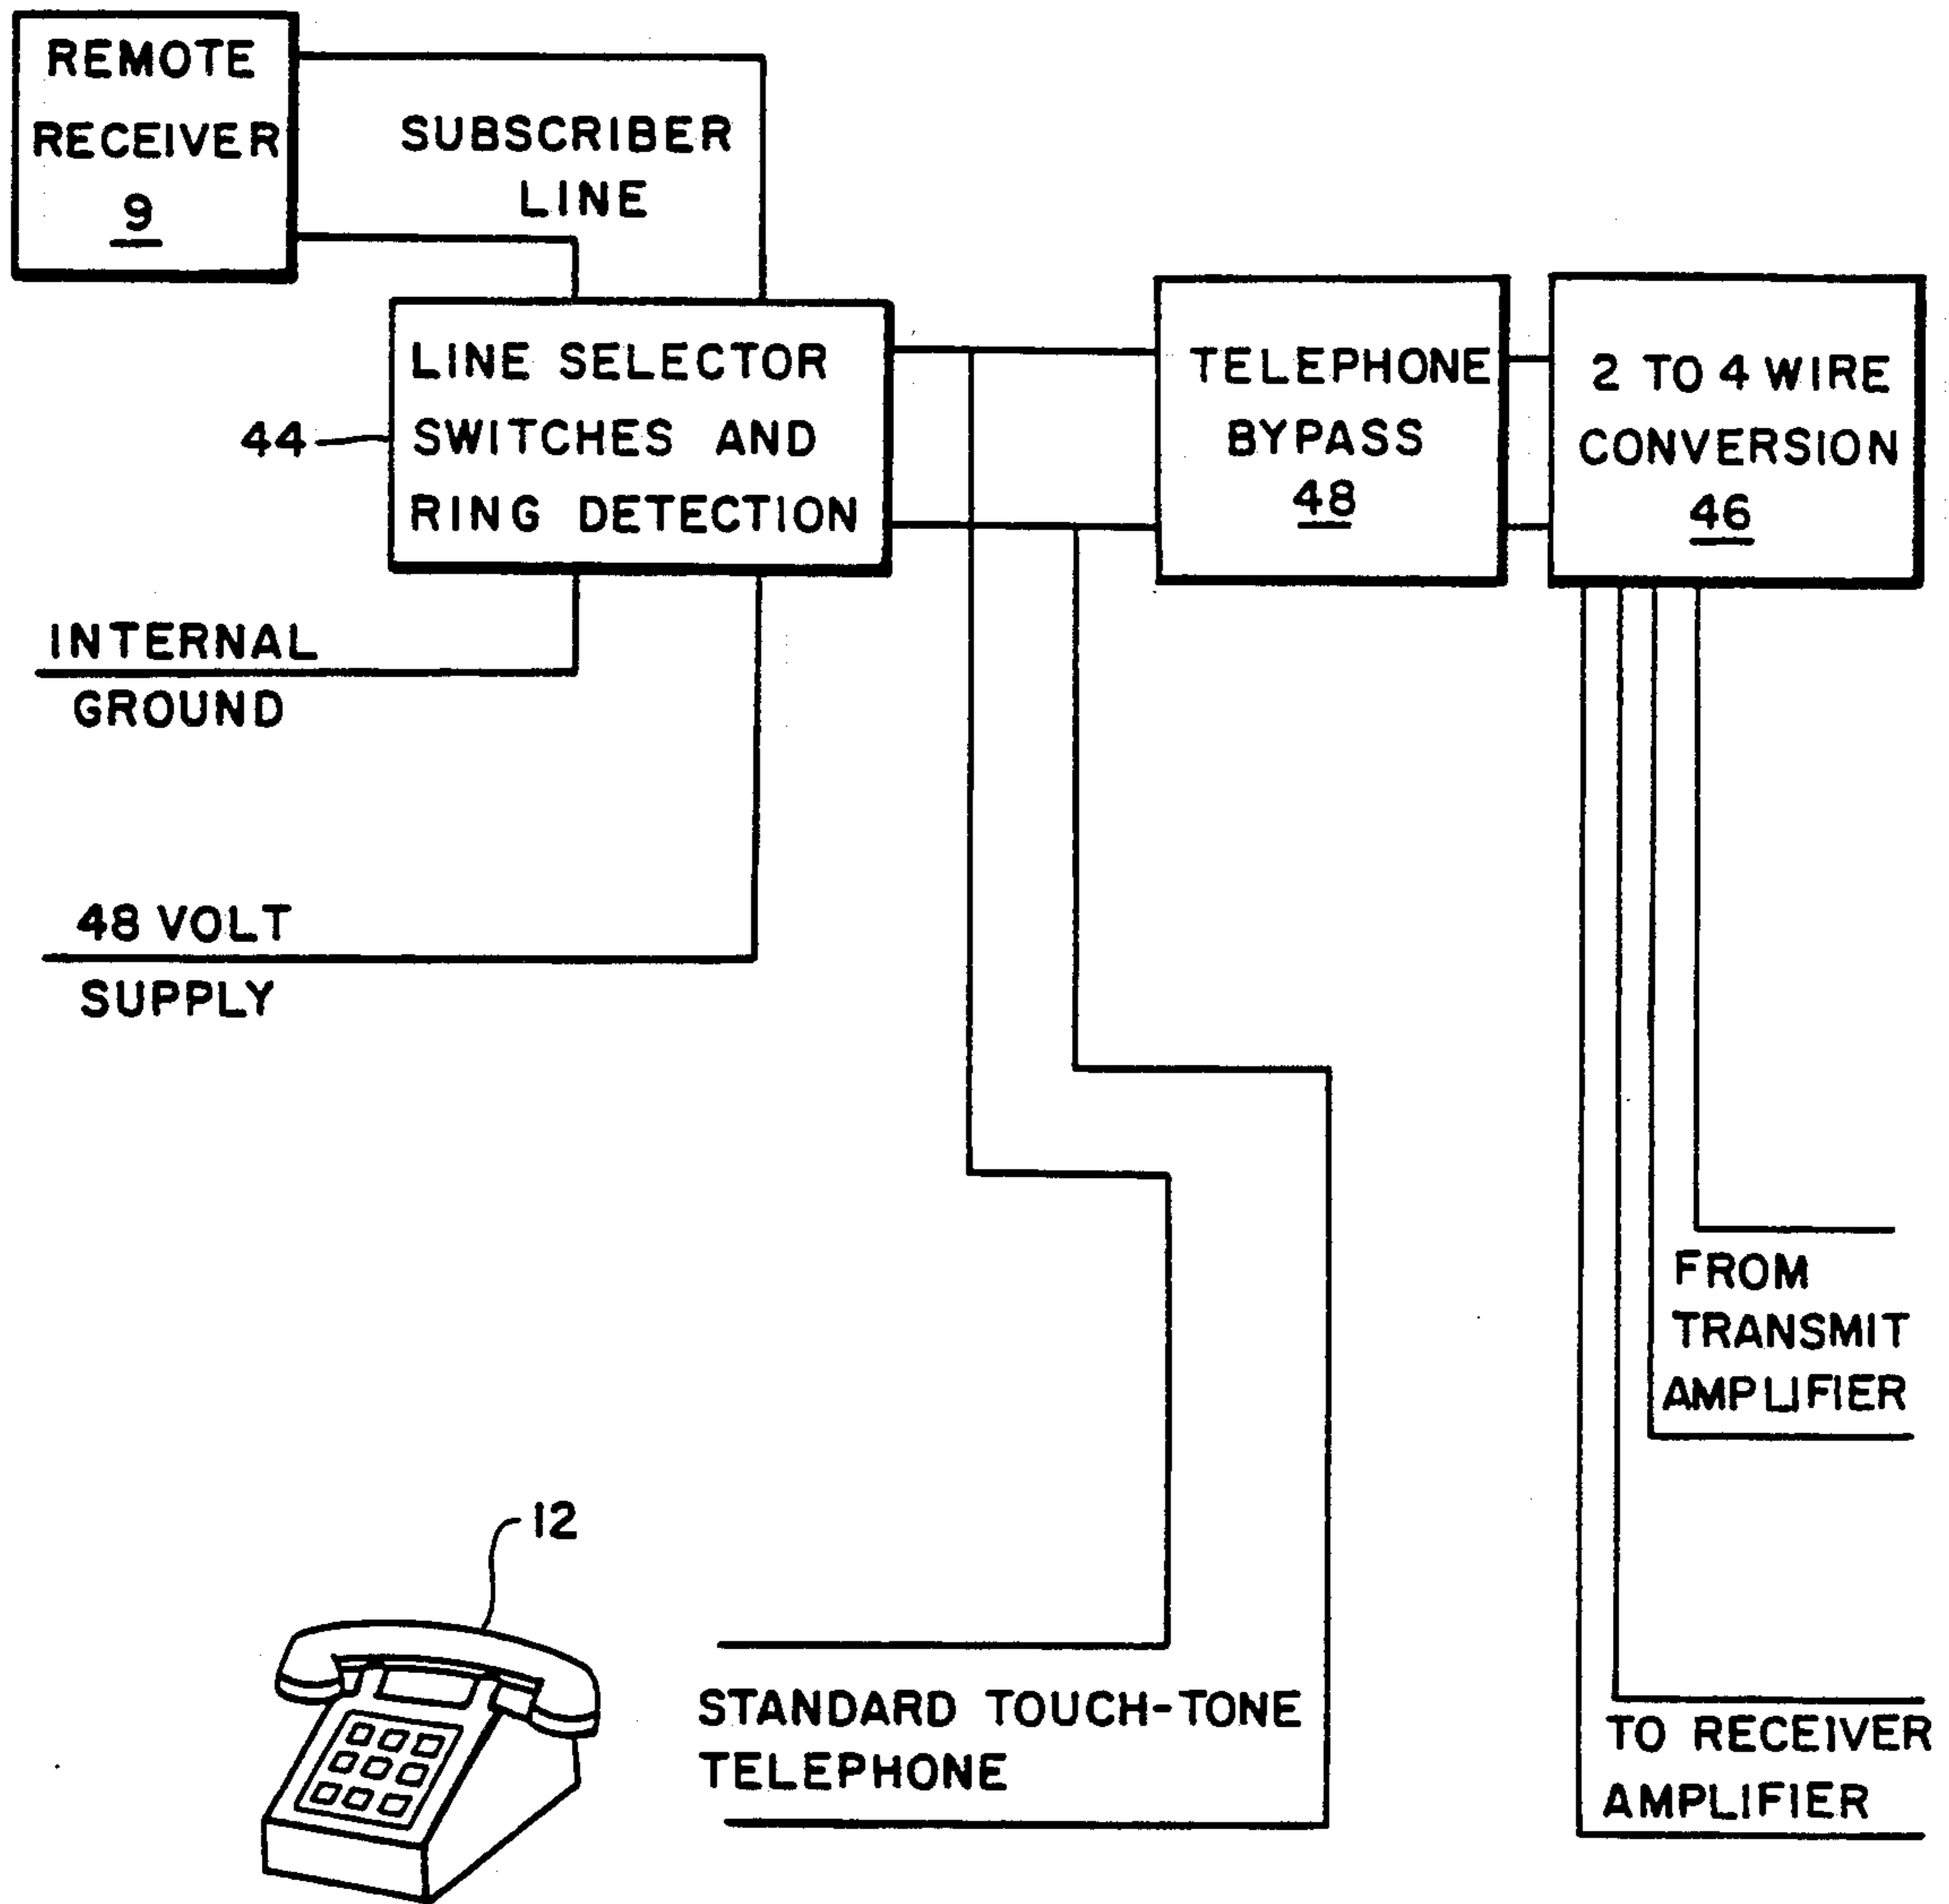 REMOTE
RECEIVER
9
SUBSCRIBER
LINE
LINE SELECTOR
SWITCHES AND
RING DETECTION
44
TELEPHONE
BYPASS
48
2 TO 4 WIRE
CONVERSION
46
INTERNAL
GROUND
48 VOLT
SUPPLY
FROM
TRANSMIT
AMPLIFIER
12
STANDARD TOUCH-TONE
TELEPHONE
TO RECEIVER
AMPLIFIER